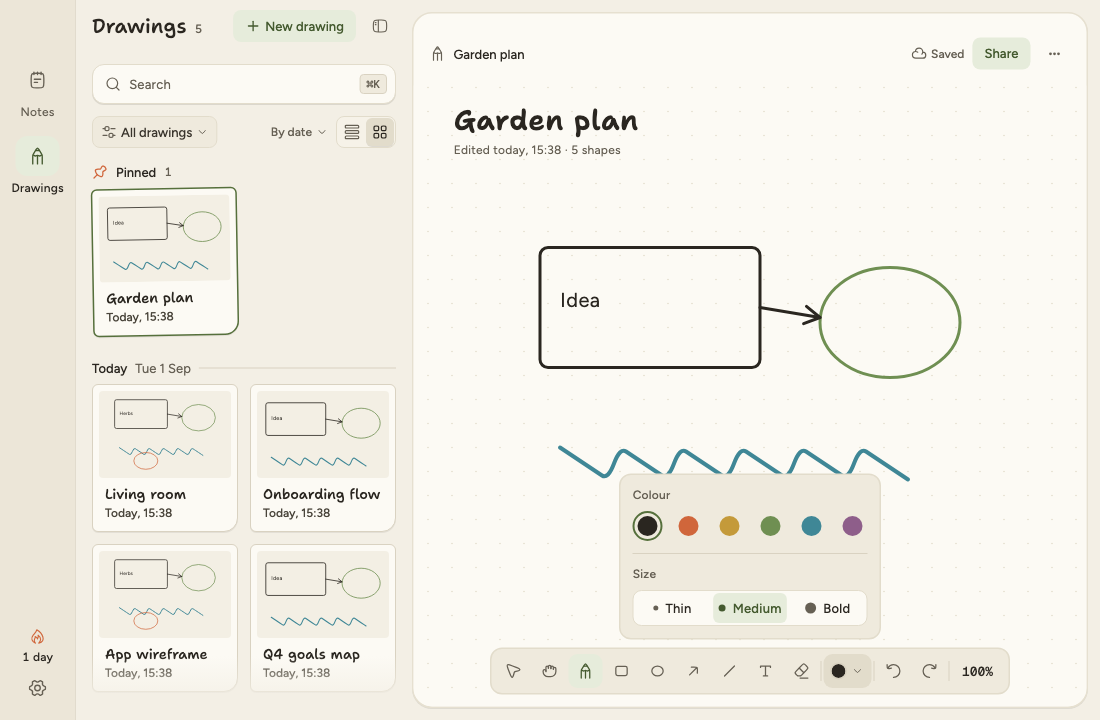 Drawings 5
New drawing
Notes
Drawings
1 day
Search
⌘K
All drawings
By date
Pinned 1
Idea
Garden plan
Today, 15:38
Today Tue 1 Sep
Herbs
Living room
Today, 15:38
Idea
Onboarding flow
Today, 15:38
Herbs
App wireframe
Today, 15:38
Idea
Q4 goals map
Today, 15:38
Garden plan
Saved
Share
Garden plan
Edited today, 15:38 · 5 shapes
Idea
Colour
Size
Thin
Medium
Bold
100%